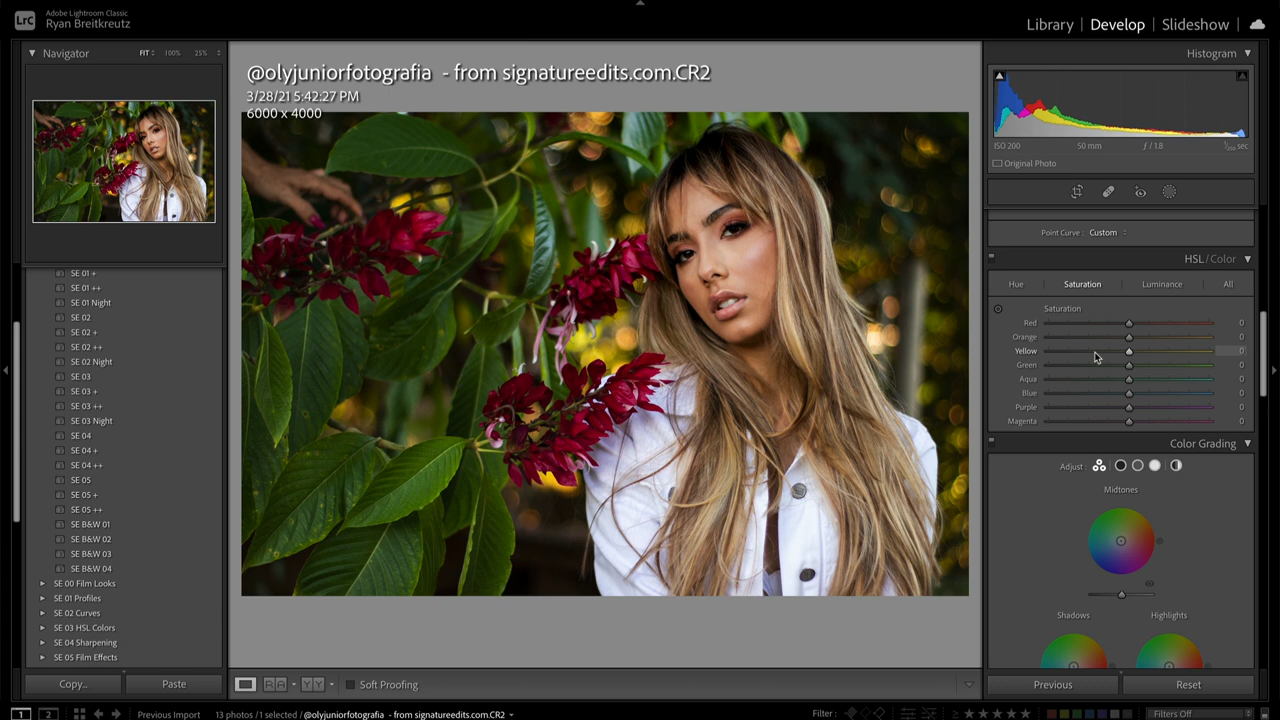 LrC
Adobe Lightroom Classic
Ryan Breitkreutz
Library | Develop | Slideshow
Navigator FIT 100% 25%
SE 01 +
SE 01 ++
SE 01 Night
SE 02
SE 02 +
SE 02 ++
SE 02 Night
SE 03
SE 03 +
SE 03 ++
SE 03 Night
SE 04
SE 04 +
SE 04 ++
SE 05
SE 05 +
SE 05 ++
SE B&W 01
SE B&W 02
SE B&W 03
SE B&W 04
SE 00 Film Looks
SE 01 Profiles
SE 02 Curves
SE 03 HSL Colors
SE 04 Sharpening
SE 05 Film Effects
Copy... Paste
@olyjuniorfotografia - from signatureedits.com.CR2
3/28/21 5:42:27 PM
6000 x 4000
Soft Proofing
Histogram
ISO 200 50 mm ƒ / 1.8 sec
Original Photo
Point Curve : Custom
HSL / Color
Hue | Saturation | Luminance | All
Saturation
Red 0
Orange 0
Yellow 0
Green 0
Aqua 0
Blue 0
Purple 0
Magenta 0
Color Grading
Adjust :
Midtones
Shadows Highlights
Previous Reset
1 2 Previous Import 13 photos / 1 selected / @olyjuniorfotografia - from signatureedits.com.CR2 Filter : Filters Off